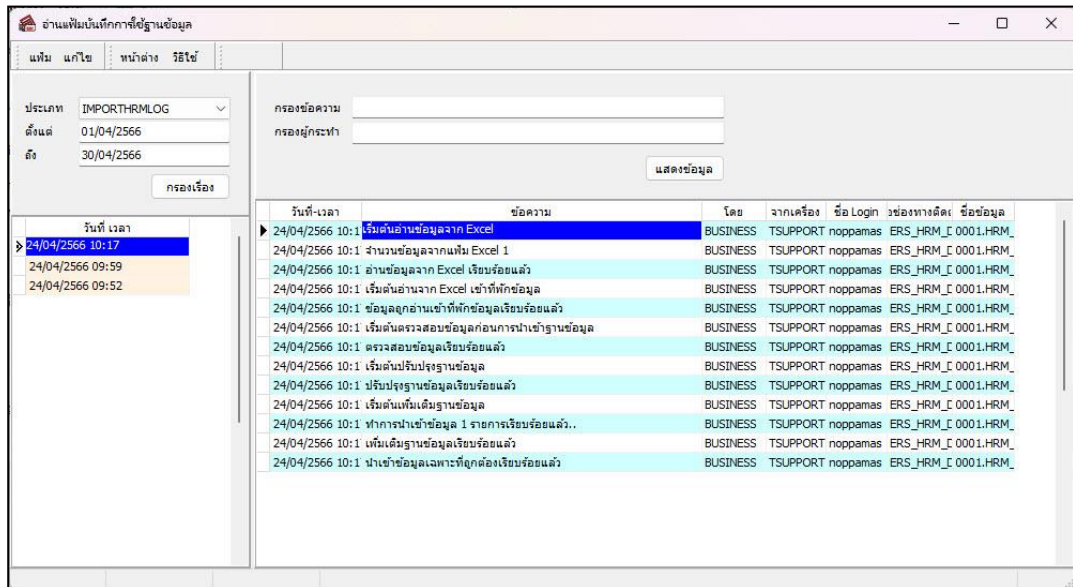 อ่านแฟ้มบันทึกการใช้ฐานข้อมูล
แฟ้ม แก้ไข หน้าต่าง วิธีใช้
ประเภท IMPORTHRMLOG
ตั้งแต่ 01/04/2566
ถึง 30/04/2566
กรองเรื่อง
กรองข้อความ
กรองผู้กระทำ
แสดงข้อมูล
วันที่ เวลา
24/04/2566 10:17
24/04/2566 09:59
24/04/2566 09:52
วันที่-เวลา ข้อความ โดย จากเครื่อง ชื่อ Login ชื่อข้อมูล
24/04/2566 10:1 เริ่มต้นอ่านข้อมูลจาก Excel BUSINESS TSUPPORT noppamas ERS_HRM_D 0001.HRM_
24/04/2566 10:1 จำนวนข้อมูลจากแฟ้ม Excel 1 BUSINESS TSUPPORT noppamas ERS_HRM_D 0001.HRM_
24/04/2566 10:1 อ่านข้อมูลจาก Excel เรียบร้อยแล้ว BUSINESS TSUPPORT noppamas ERS_HRM_D 0001.HRM_
24/04/2566 10:1 เริ่มต้นอ่านจาก Excel เข้าที่พักข้อมูล BUSINESS TSUPPORT noppamas ERS_HRM_D 0001.HRM_
24/04/2566 10:1 ข้อมูลถูกอ่านเข้าที่พักข้อมูลเรียบร้อยแล้ว BUSINESS TSUPPORT noppamas ERS_HRM_D 0001.HRM_
24/04/2566 10:1 เริ่มต้นตรวจสอบข้อมูลก่อนการนำเข้าฐานข้อมูล BUSINESS TSUPPORT noppamas ERS_HRM_D 0001.HRM_
24/04/2566 10:1 ตรวจสอบข้อมูลเรียบร้อยแล้ว BUSINESS TSUPPORT noppamas ERS_HRM_D 0001.HRM_
24/04/2566 10:1 เริ่มต้นปรับปรุงฐานข้อมูล BUSINESS TSUPPORT noppamas ERS_HRM_D 0001.HRM_
24/04/2566 10:1 ปรับปรุงฐานข้อมูลเรียบร้อยแล้ว BUSINESS TSUPPORT noppamas ERS_HRM_D 0001.HRM_
24/04/2566 10:1 เริ่มต้นเพิ่มเติมฐานข้อมูล BUSINESS TSUPPORT noppamas ERS_HRM_D 0001.HRM_
24/04/2566 10:1 ทำการนำเข้าข้อมูล 1 รายการเรียบร้อยแล้ว.. BUSINESS TSUPPORT noppamas ERS_HRM_D 0001.HRM_
24/04/2566 10:1 เพิ่มเติมฐานข้อมูลเรียบร้อยแล้ว BUSINESS TSUPPORT noppamas ERS_HRM_D 0001.HRM_
24/04/2566 10:1 นำเข้าข้อมูลเฉพาะที่ถูกต้องเรียบร้อยแล้ว BUSINESS TSUPPORT noppamas ERS_HRM_D 0001.HRM_